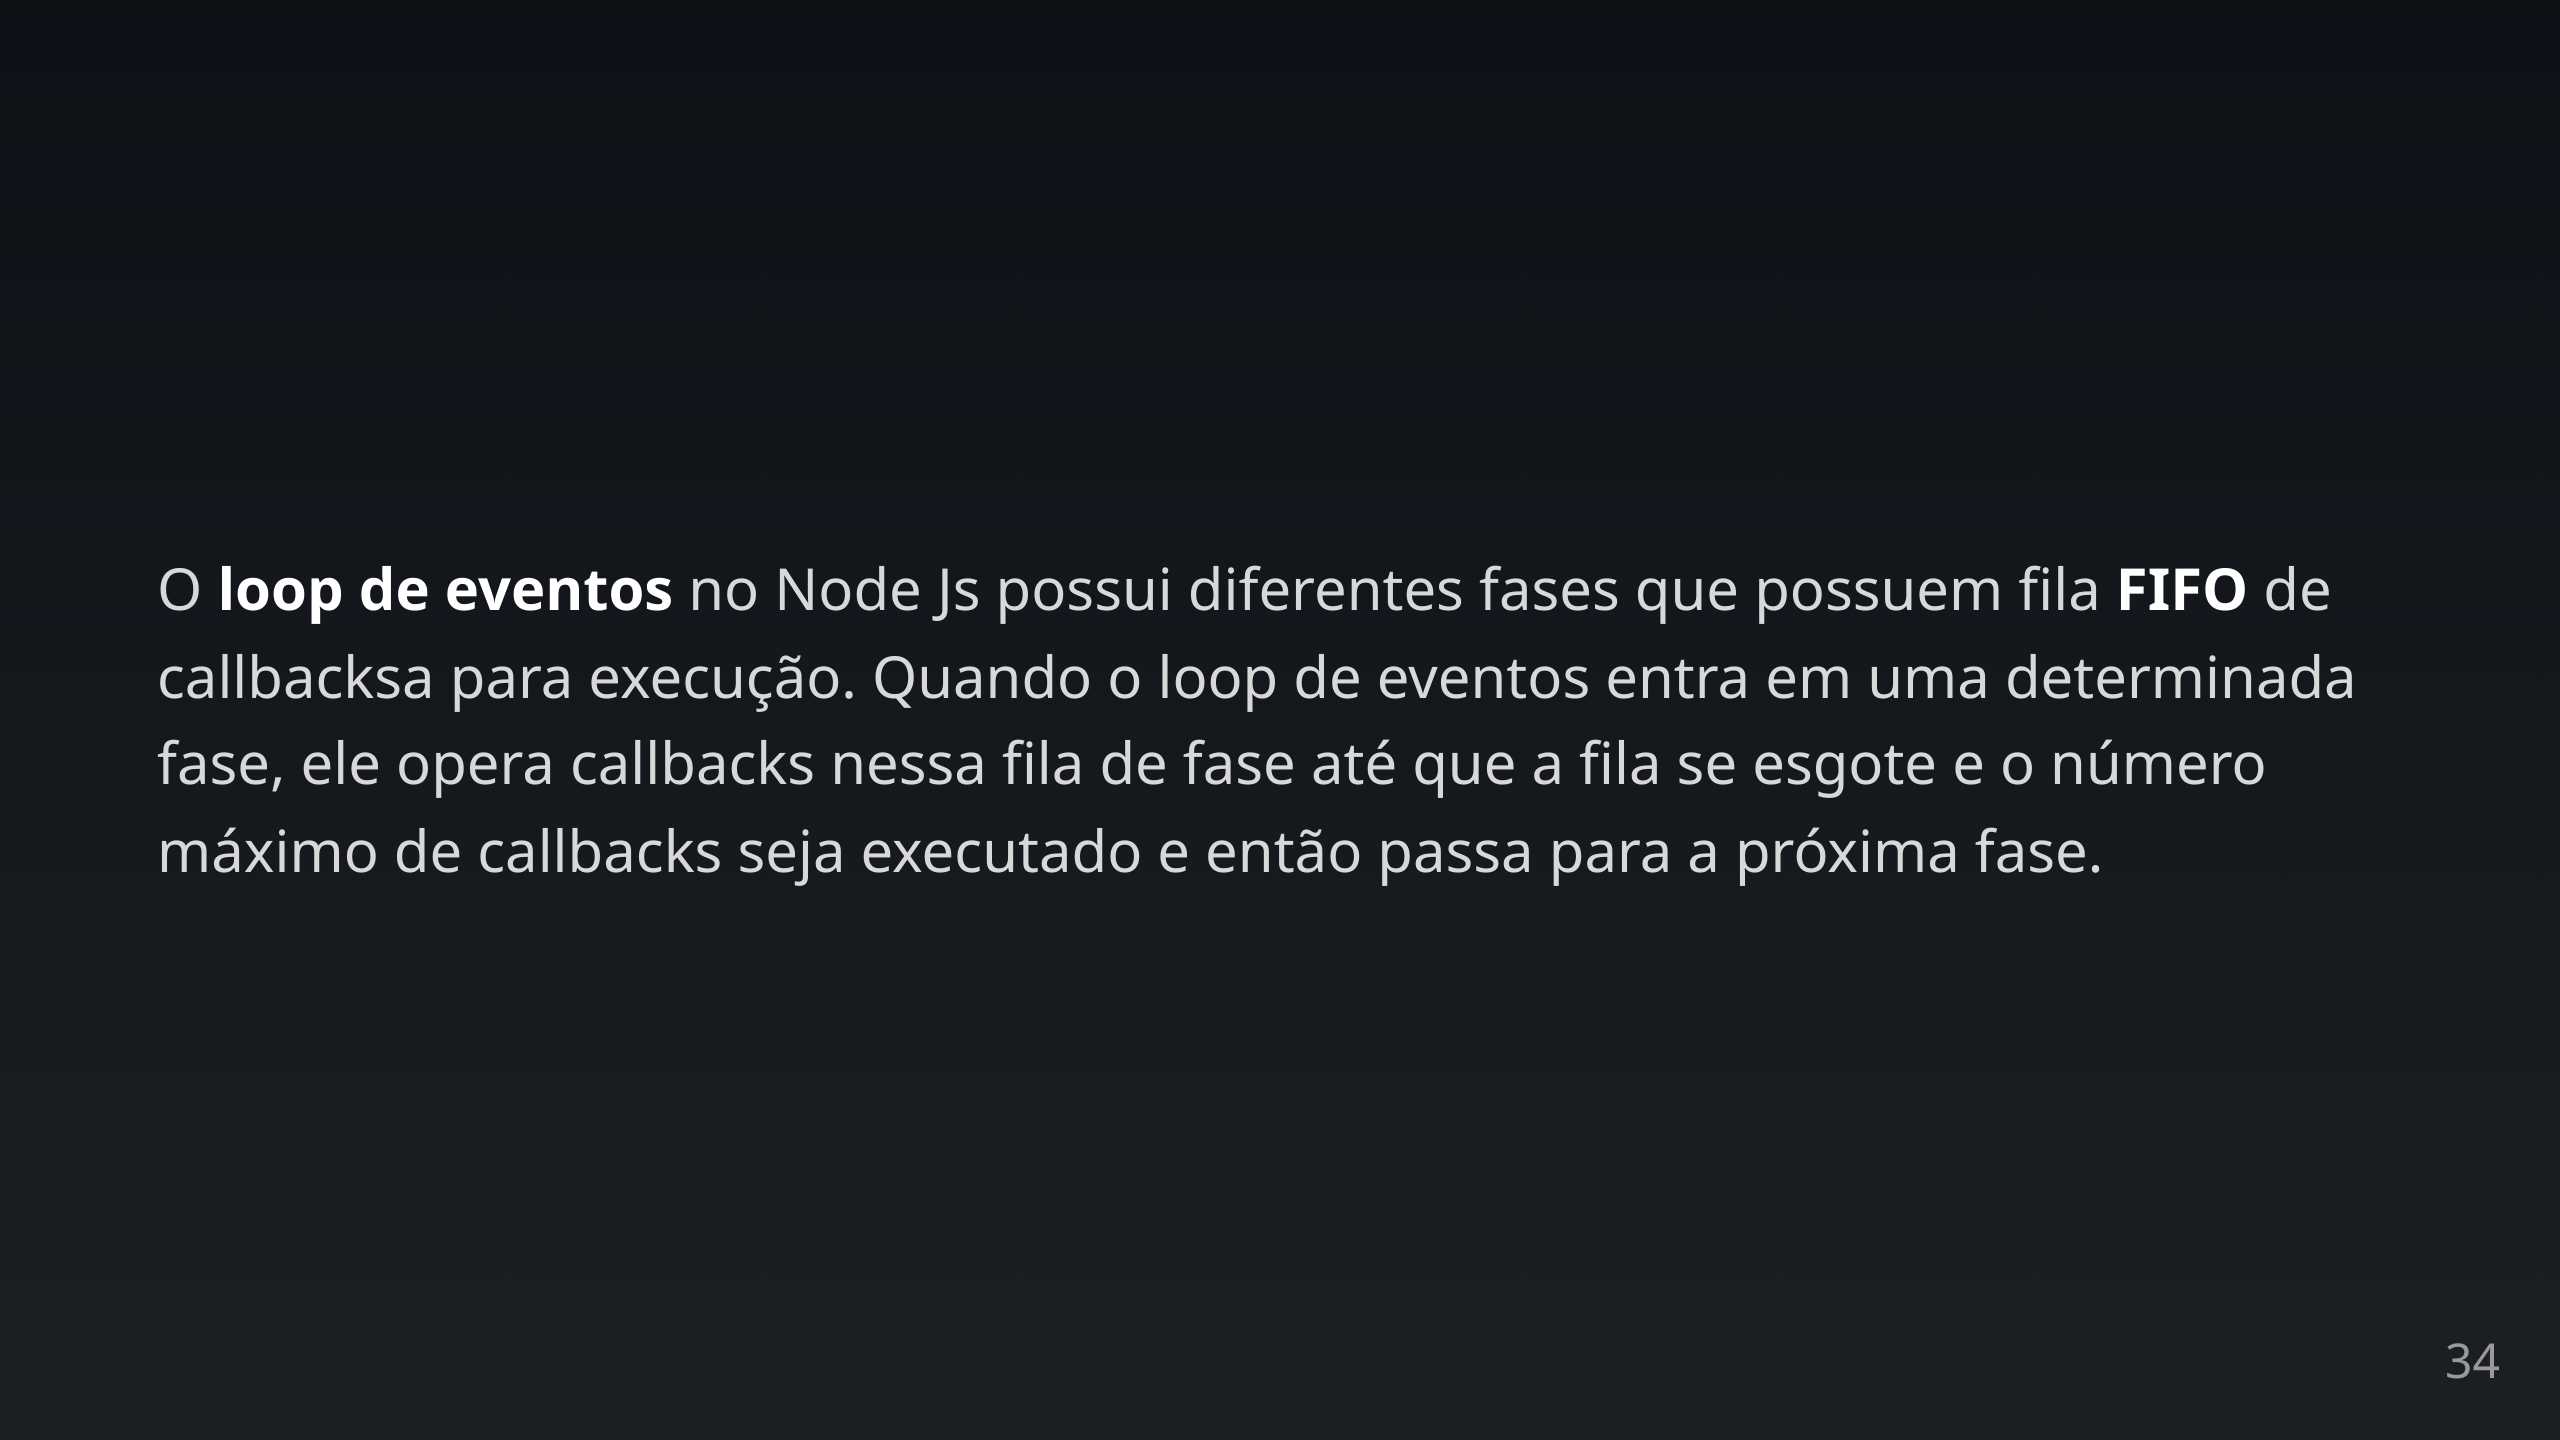 O loop de eventos no Node Js possui diferentes fases que possuem fila FIFO de
callbacksa para execução. Quando o loop de eventos entra em uma determinada
fase, ele opera callbacks nessa fila de fase até que a fila se esgote e o número
máximo de callbacks seja executado e então passa para a próxima fase.
34